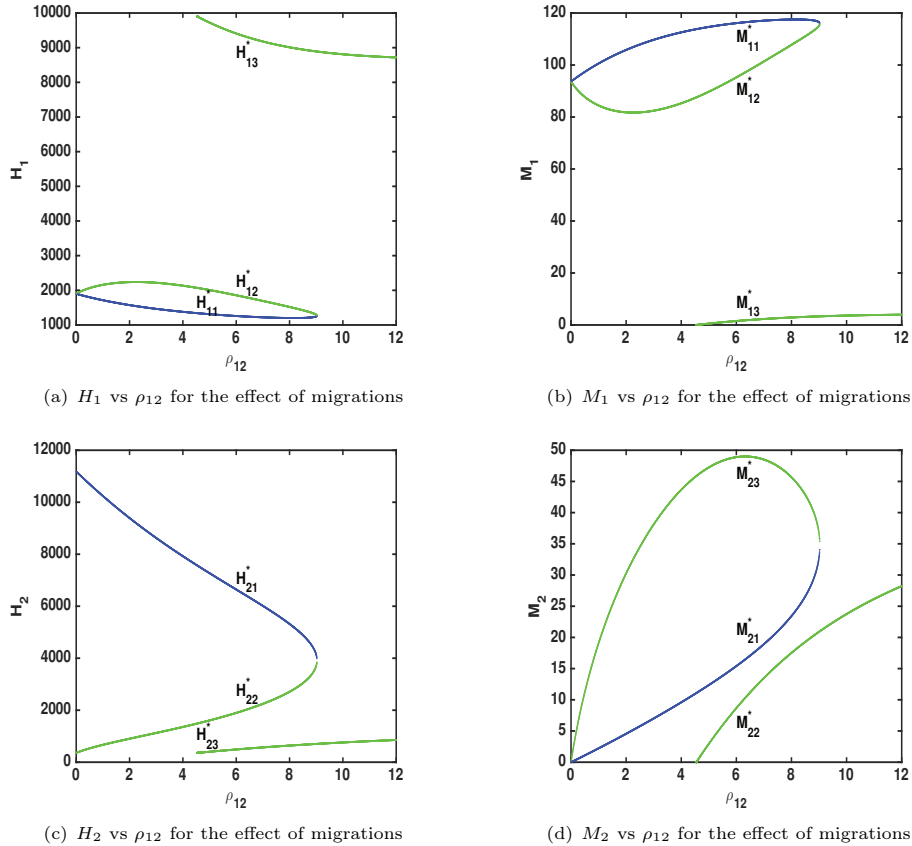 10000
9000
8000
7000
6000
5000
4000
3000
2000
1000
H₁
H*₁₃
H*₁₂
H*₁₁
0 2 4 6 8 10 12
ρ₁₂
(a) H₁ vs ρ₁₂ for the effect of migrations
120
100
80
60
40
20
0
M₁
M*₁₁
M*₁₂
M*₁₃
0 2 4 6 8 10 12
ρ₁₂
(b) M₁ vs ρ₁₂ for the effect of migrations
12000
10000
8000
6000
4000
2000
0
H₂
H*₂₁
H*₂₂
H*₂₃
0 2 4 6 8 10 12
ρ₁₂
(c) H₂ vs ρ₁₂ for the effect of migrations
50
45
40
35
30
25
20
15
10
5
0
M₂
M*₂₃
M*₂₁
M*₂₂
0 2 4 6 8 10 12
ρ₁₂
(d) M₂ vs ρ₁₂ for the effect of migrations